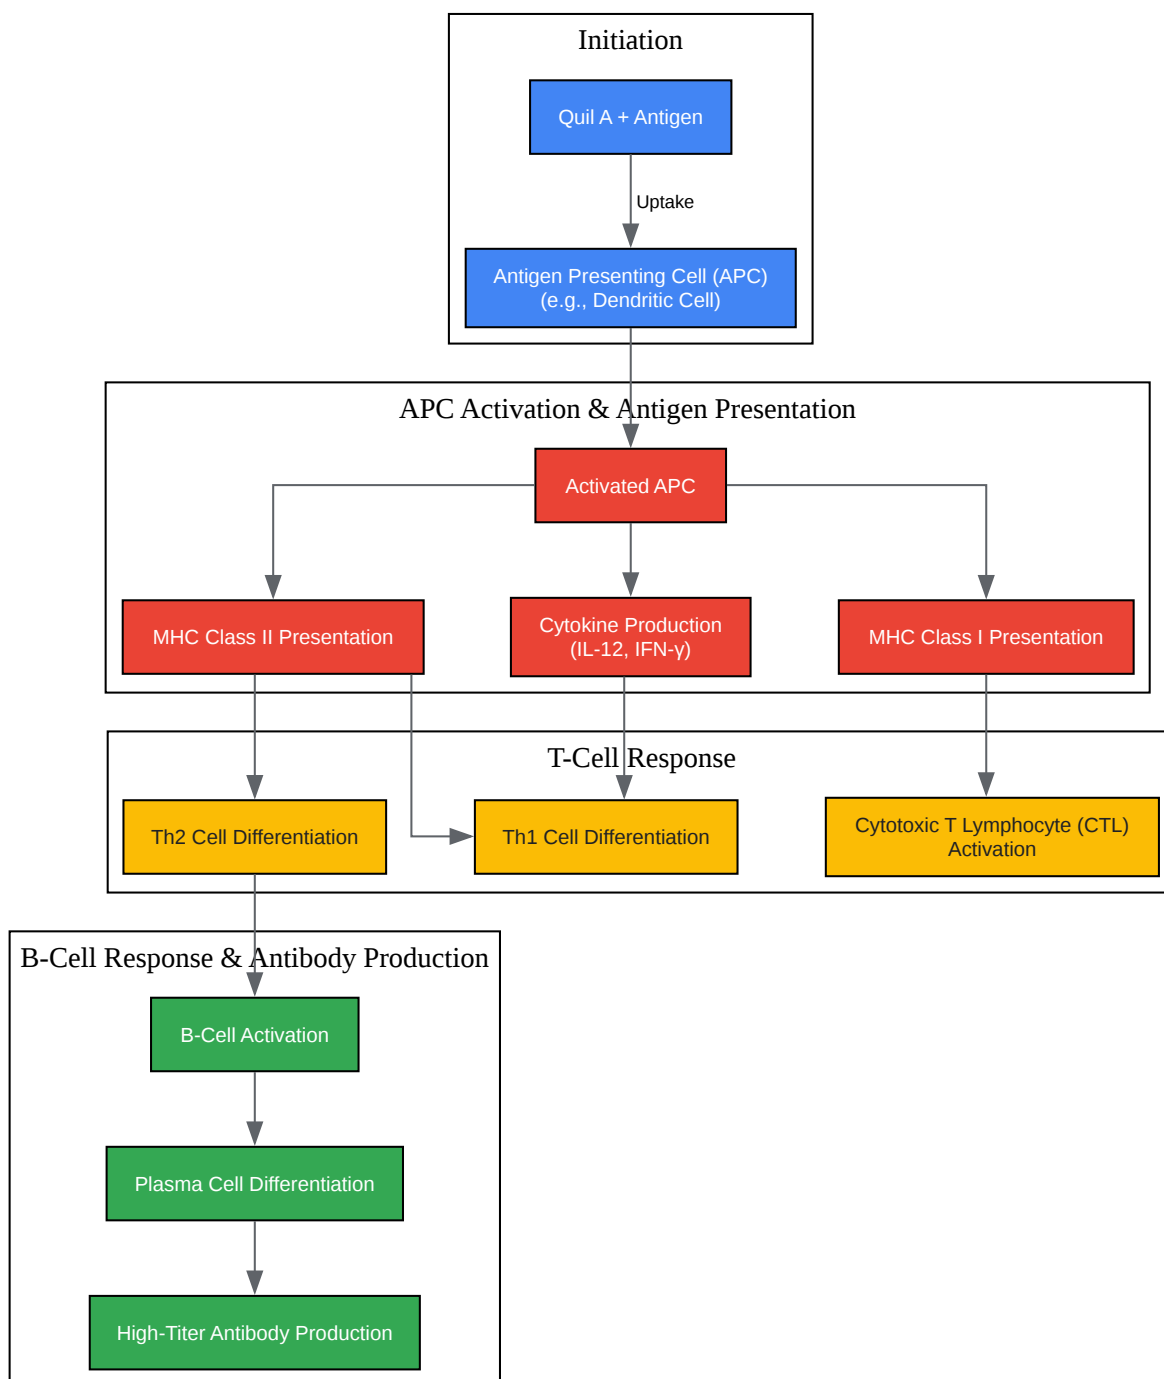 Initiation
Quil A + Antigen
Uptake
Antigen Presenting Cell (APC)
(e.g., Dendritic Cell)
APC Activation & Antigen Presentation
Activated APC
MHC Class II Presentation
Cytokine Production
(IL-12, IFN-γ)
MHC Class I Presentation
T-Cell Response
Th2 Cell Differentiation
Th1 Cell Differentiation
Cytotoxic T Lymphocyte (CTL)
Activation
B-Cell Response & Antibody Production
B-Cell Activation
Plasma Cell Differentiation
High-Titer Antibody Production